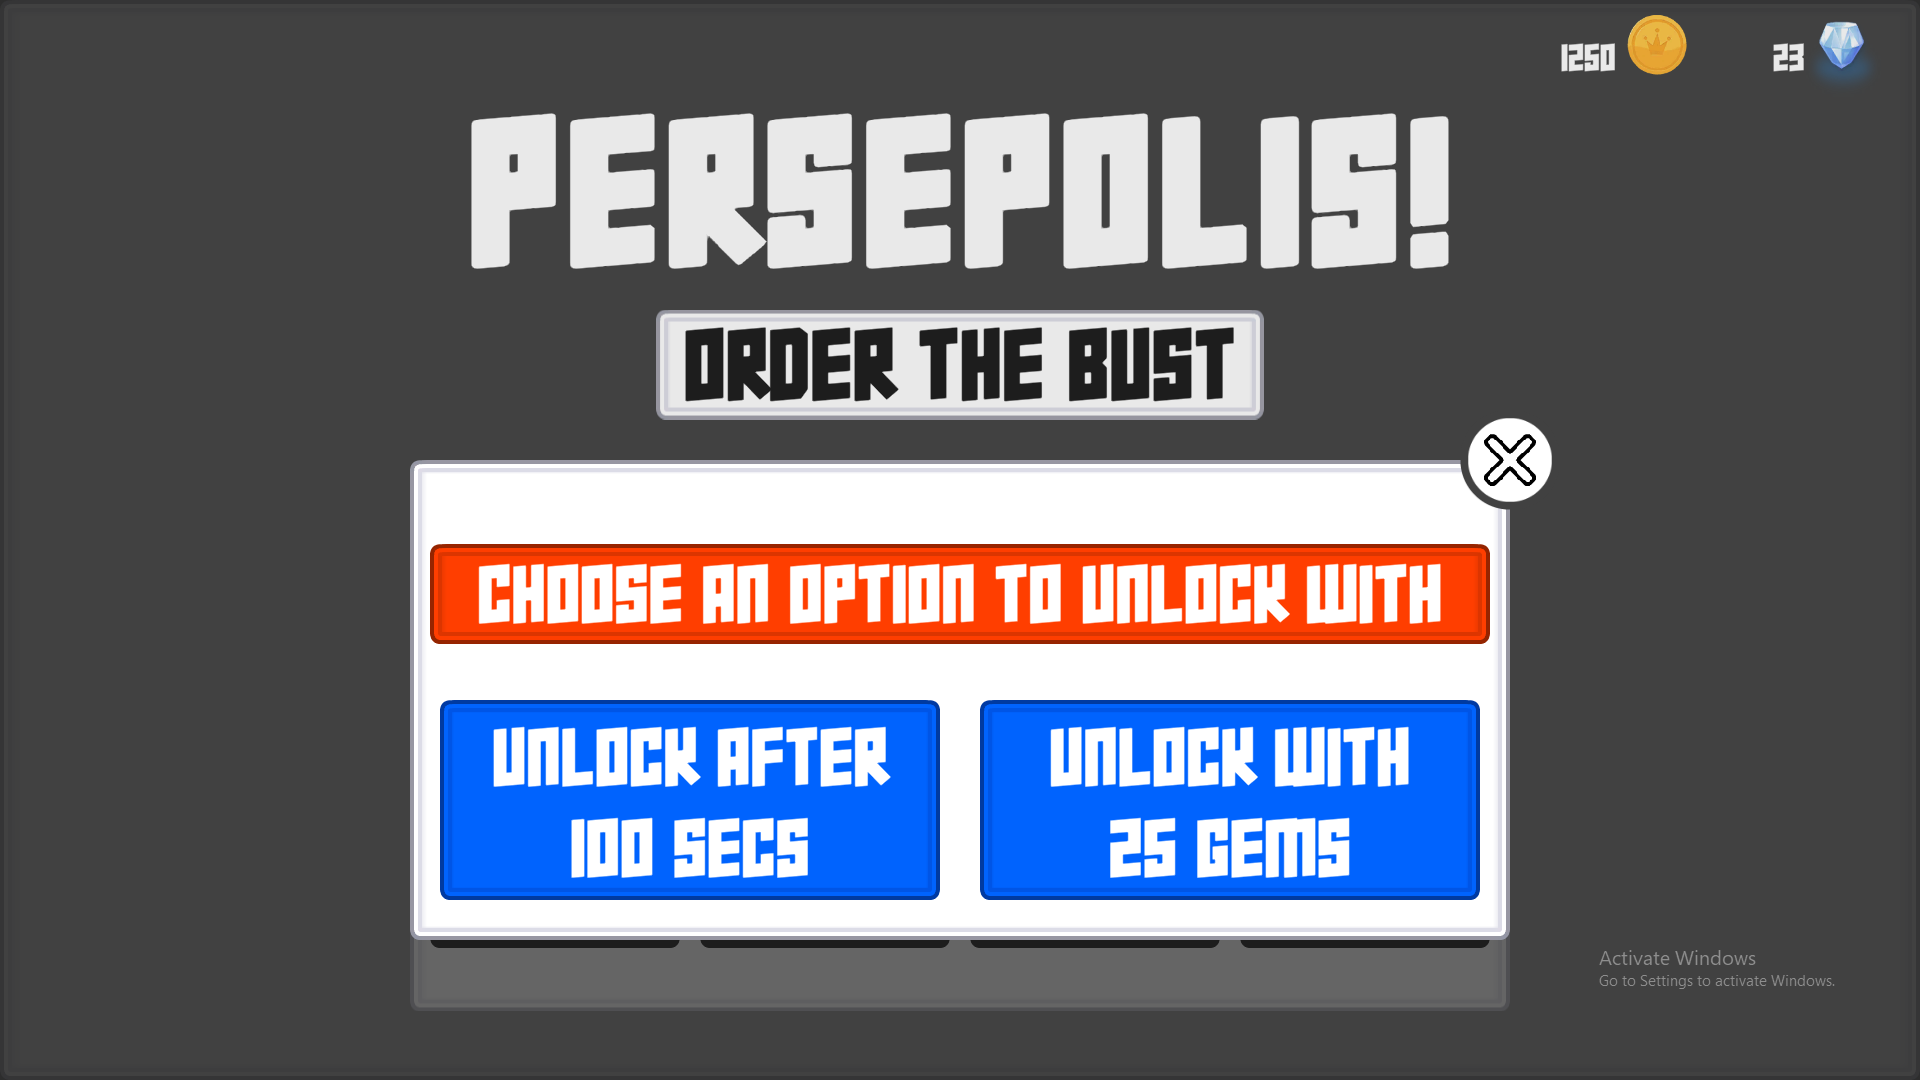 1250
23
PERSEPOLIS!
ORDER THE BUST
CHOOSE AN OPTION TO UNLOCK WITH
UNLOCK AFTER
100 SECS
UNLOCK WITH
25 GEMS
Activate Windows
Go to Settings to activate Windows.